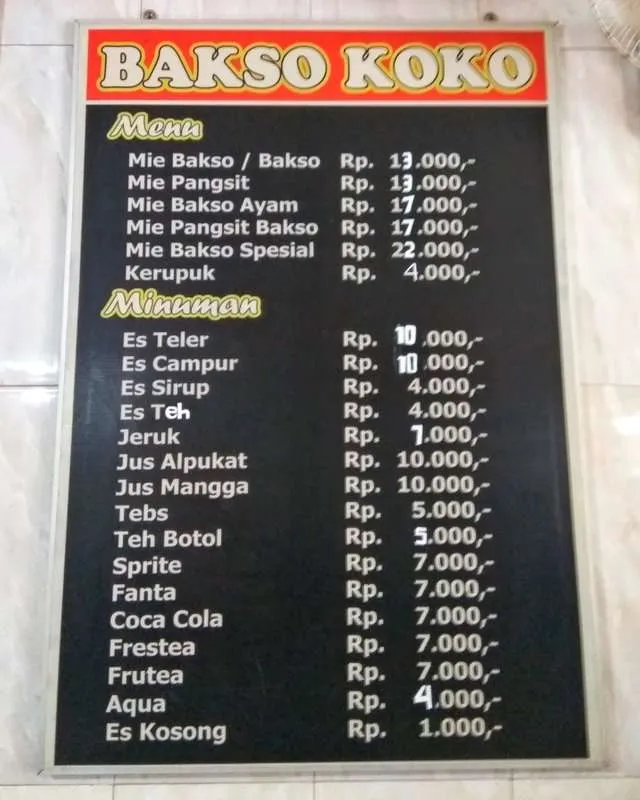 BAKSO KOKO
Menu
Mie Bakso / Bakso Rp. 13.000,-
Mie Pangsit Rp. 13.000,-
Mie Bakso Ayam Rp. 17.000,-
Mie Pangsit Bakso Rp. 17.000,-
Mie Bakso Spesial Rp. 22.000,-
Kerupuk Rp. 4.000,-
Minuman
Es Teler Rp. 10.000,-
Es Campur Rp. 10.000,-
Es Sirup Rp. 4.000,-
Es Teh Rp. 4.000,-
Jeruk Rp. 7.000,-
Jus Alpukat Rp. 10.000,-
Jus Mangga Rp. 10.000,-
Tebs Rp. 5.000,-
Teh Botol Rp. 5.000,-
Sprite Rp. 7.000,-
Fanta Rp. 7.000,-
Coca Cola Rp. 7.000,-
Frestea Rp. 7.000,-
Frutea Rp. 7.000,-
Aqua Rp. 4.000,-
Es Kosong Rp. 1.000,-